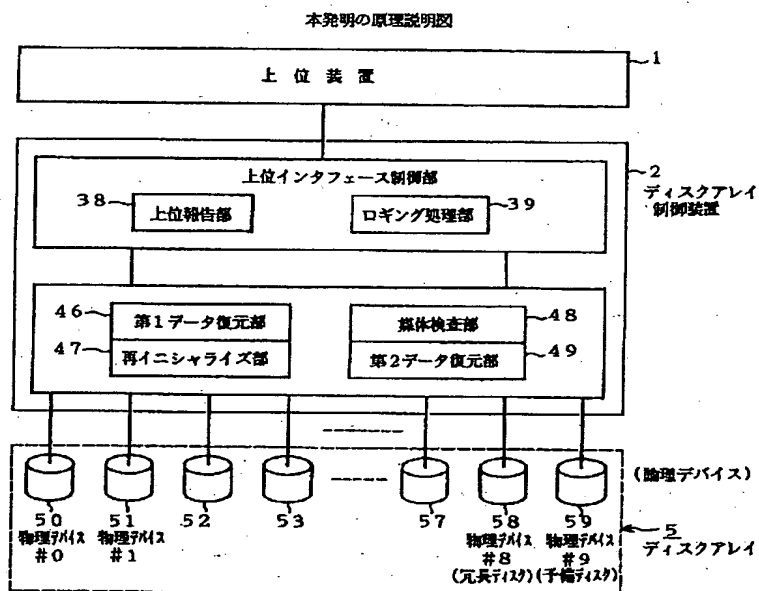 本発明の原理説明図
上位装置
1
上位インタフェース制御部
38
上位報告部
ロギング処理部
39
2
ディスクアレイ
制御装置
46
第1データ復元部
47
再イニシャライズ部
媒体検査部
48
第2データ復元部
49
(論理デバイス)
50
物理デバイス
#0
51
物理デバイス
#1
52
53
57
58
物理デバイス
#8
(冗長ディスク)
59
物理デバイス
#9
(予備ディスク)
5
ディスクアレイ